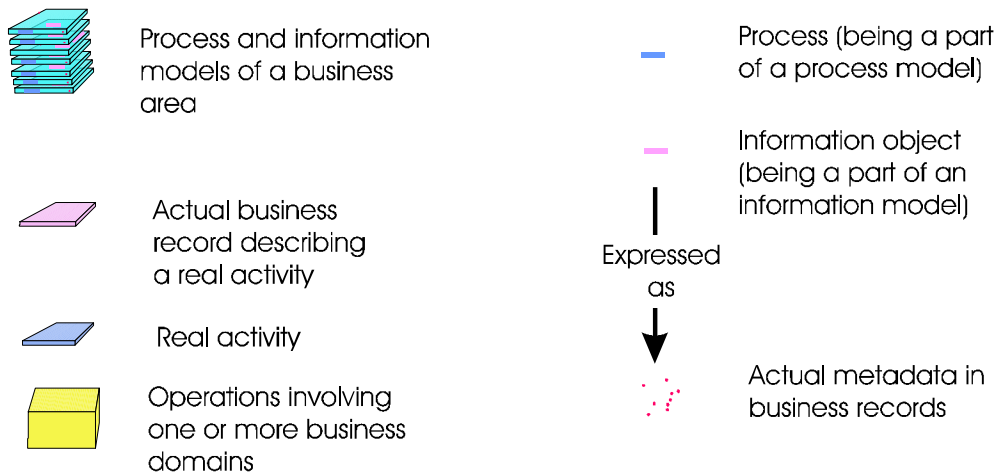 Process and information
models of a business
area
Actual business
record describing
a real activity
Real activity
Operations involving
one or more business
domains
Process (being a part
of a process model)
Information object
(being a part of an
information model)
Expressed
as
Actual metadata in
business records